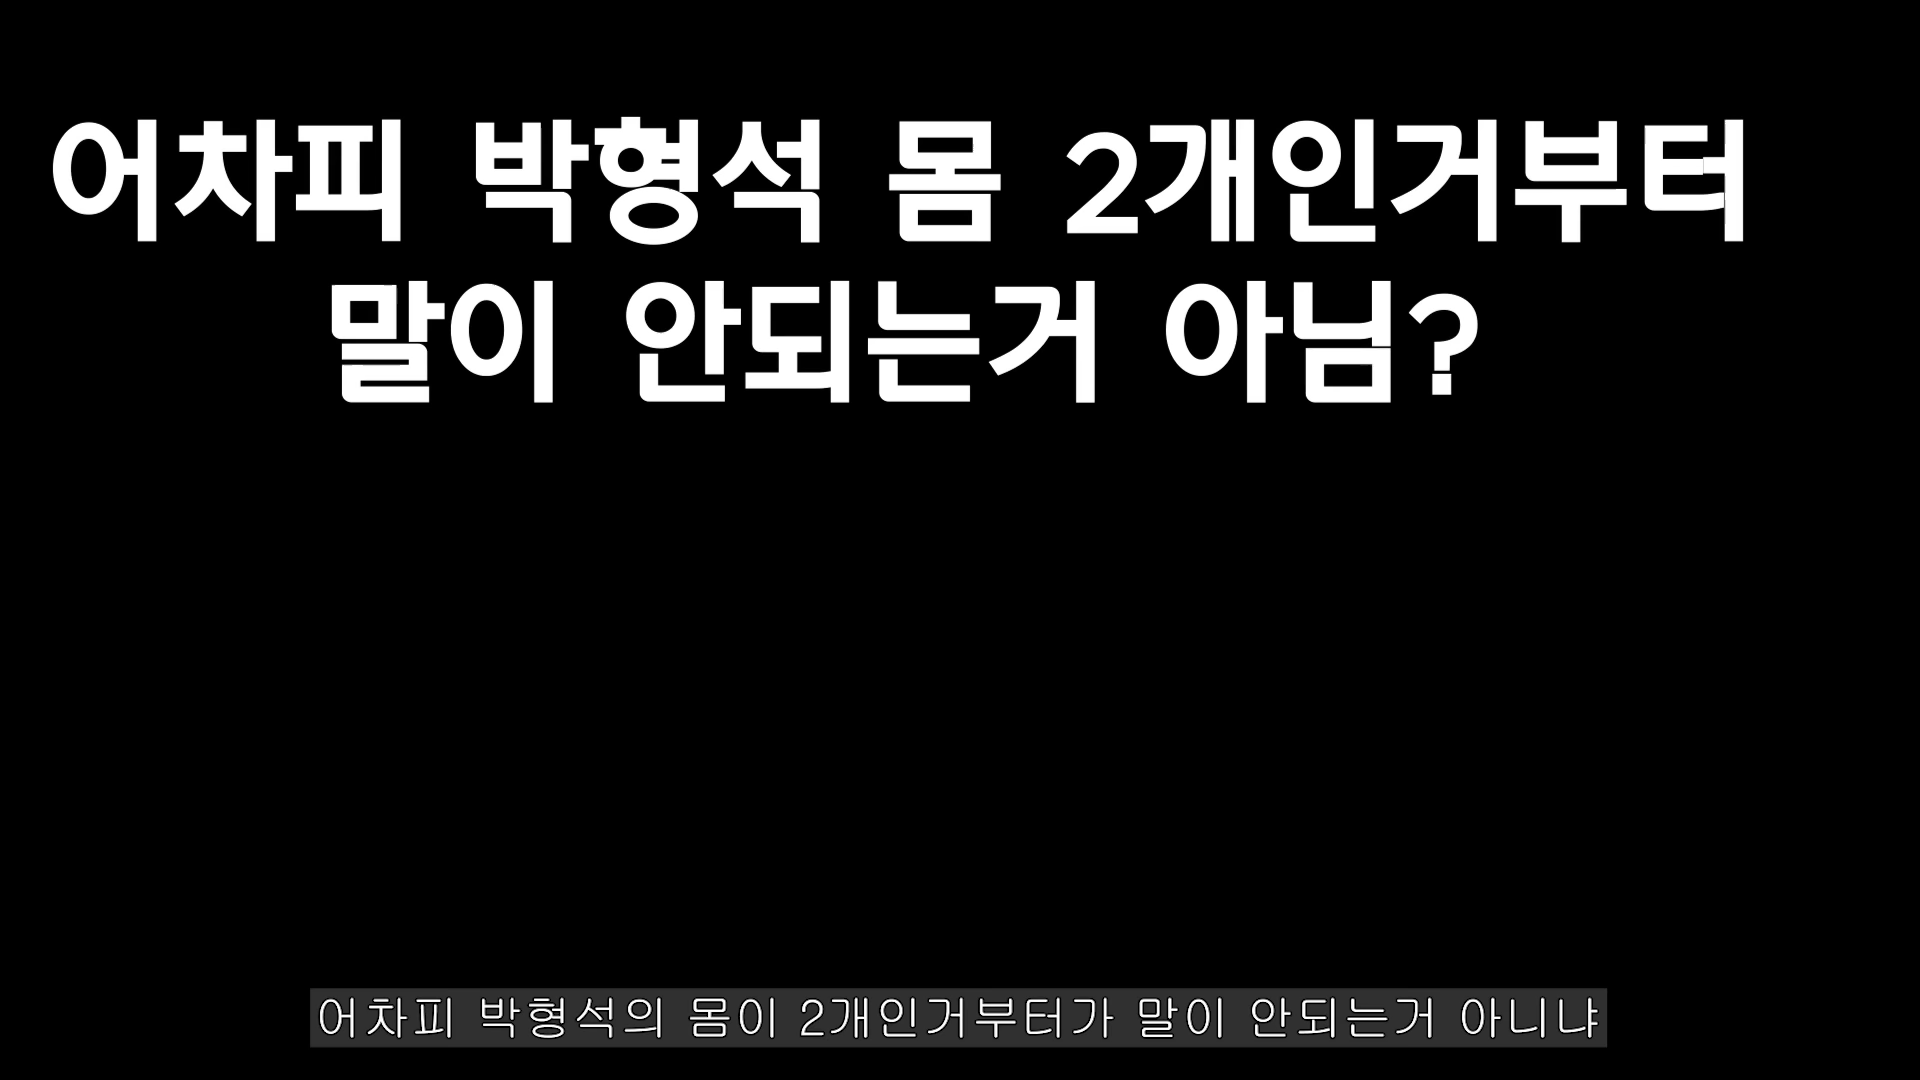 어차피 박형석 몸 2개인거부터
말이 안되는거 아님?
어차피 박형석의 몸이 2개인거부터가 말이 안되는거 아니냐